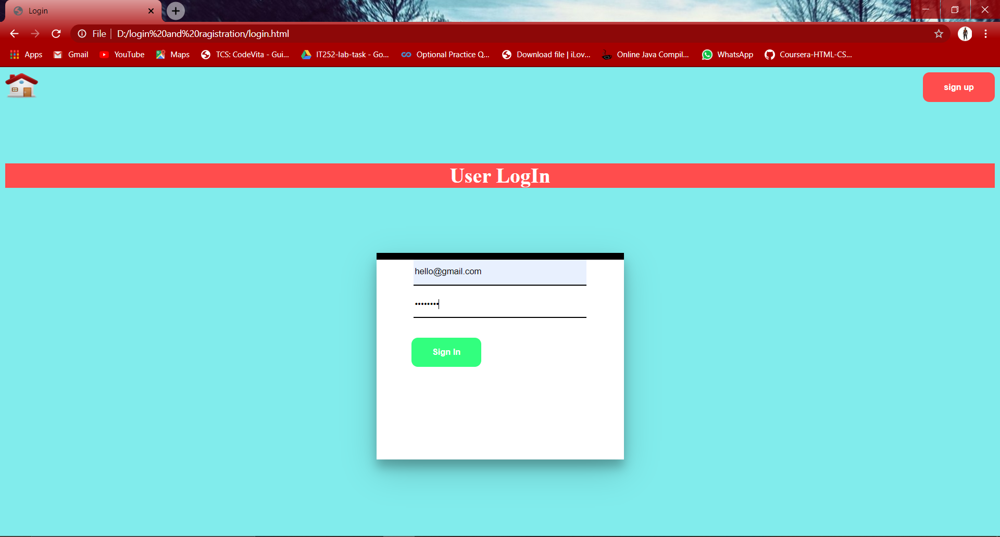 Login
File D:/login%20and%20ragistration/login.html
Apps Gmail YouTube Maps TCS: CodeVita - Gui... IT252-lab-task - Go... Optional Practice Q... Download file | iLov... Online Java Compil... WhatsApp Coursera-HTML-CS...
sign up
User LogIn
hello@gmail.com
••••••••
Sign In